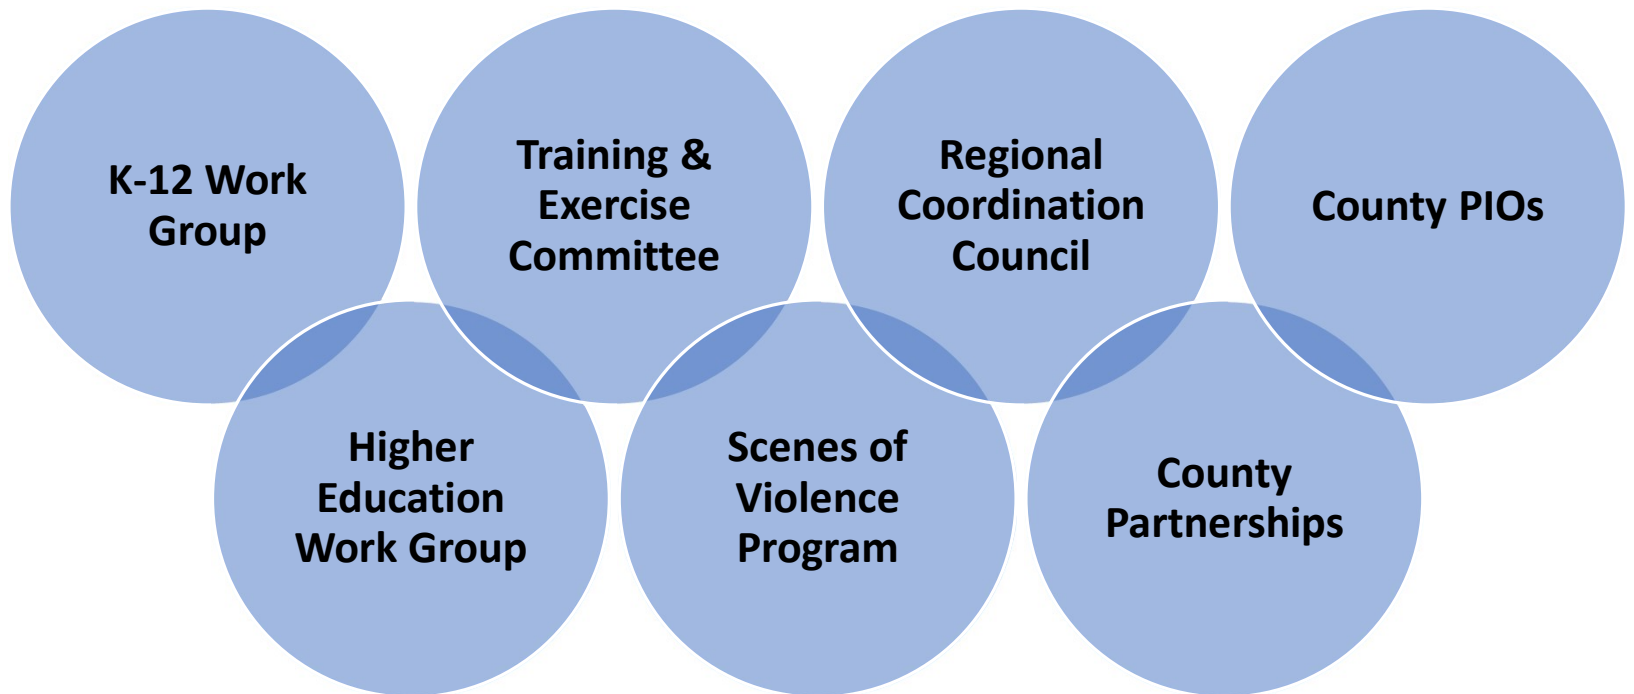 K-12 Work
Group
Training &
Exercise
Committee
Regional
Coordination
Council
County PIOs
Higher
Education
Work Group
Scenes of
Violence
Program
County
Partnerships